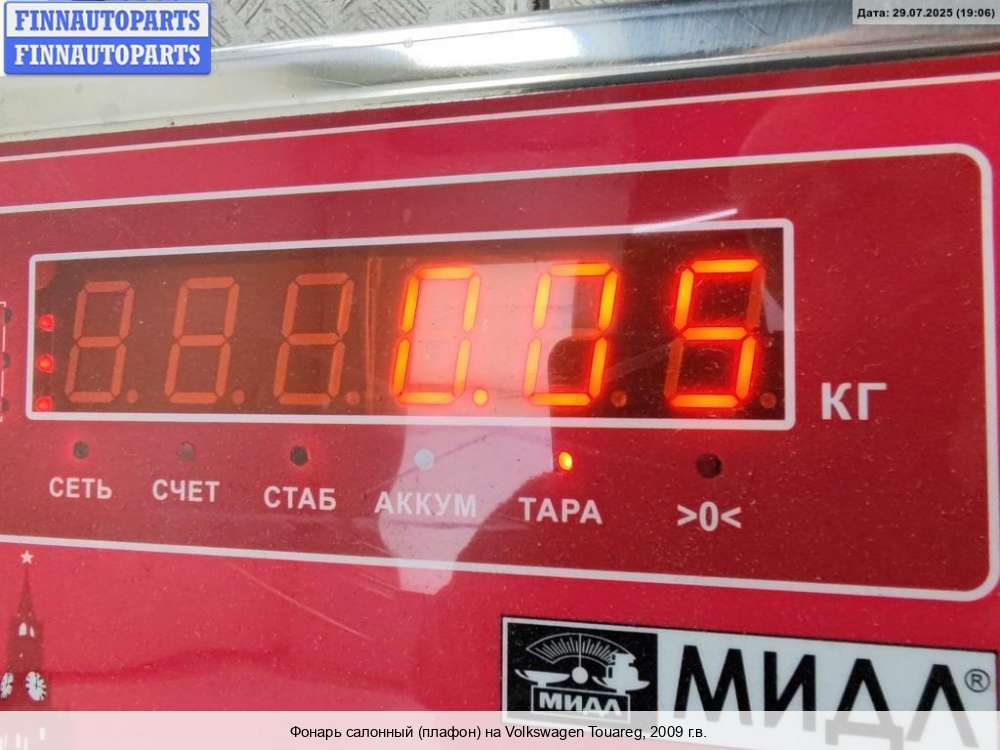 FINNAUTOPARTS
FINNAUTOPARTS
Дата: 29.07.2025 (19:06)
0.05
КГ
СЕТЬ СЧЕТ СТАБ АККУМ ТАРА >0<
МИДЛ
МИДЛ®
Фонарь салонный (плафон) на Volkswagen Touareg, 2009 г.в.